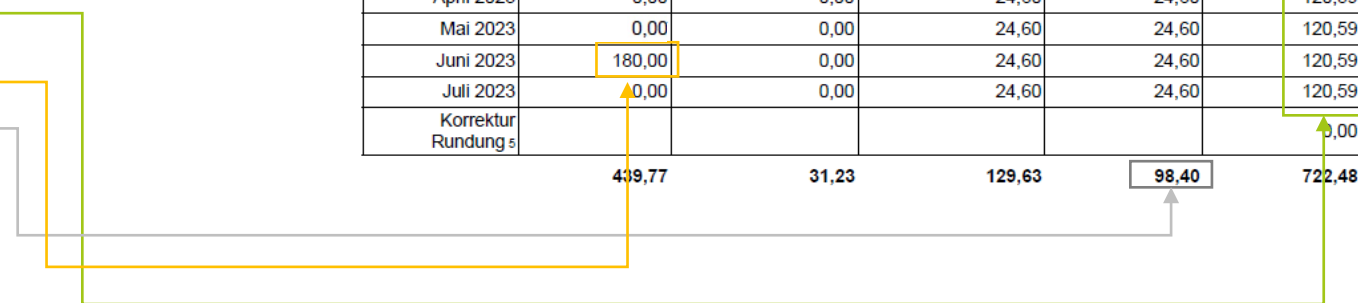 Mai 2023 0,00 0,00 24,60 24,60 120,59
Juni 2023 180,00 0,00 24,60 24,60 120,59
Juli 2023 0,00 0,00 24,60 24,60 120,59
Korrektur
Rundung 5 0,00
439,77 31,23 129,63 98,40 722,48